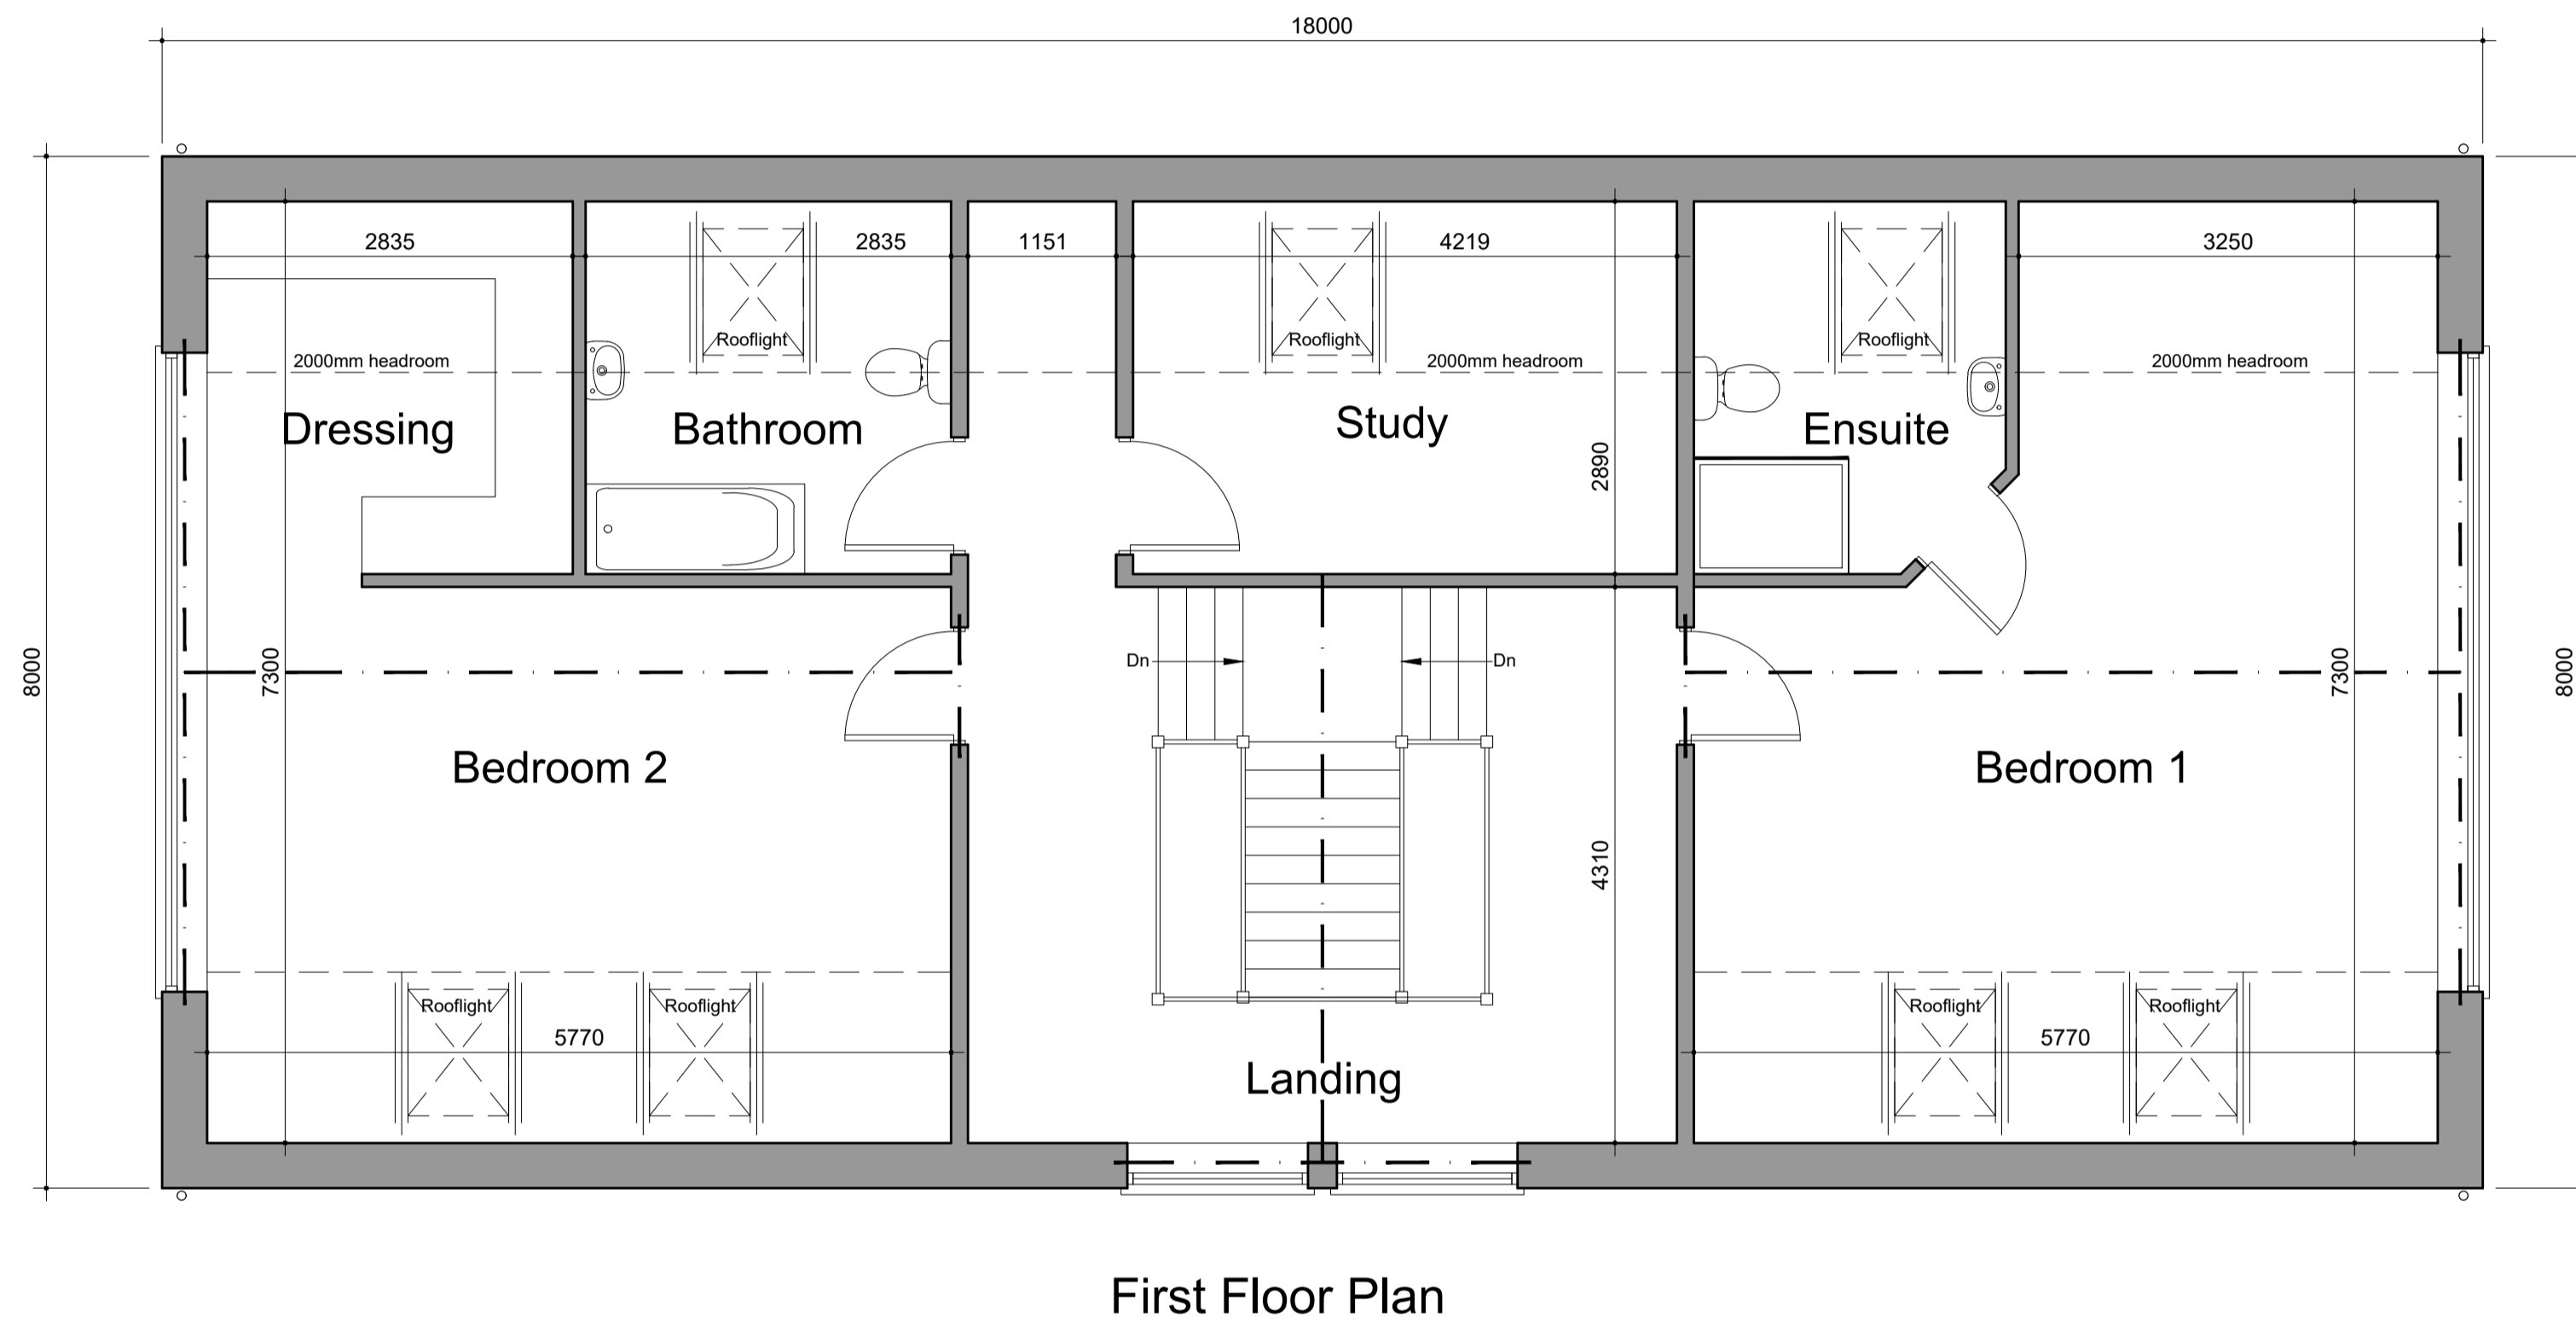 18000
2835
2835
1151
4219
3250
Rooflight
Rooflight
Rooflight
2000mm headroom
2000mm headroom
2000mm headroom
Dressing
Bathroom
Study
Ensuite
2890
8000
7300
Dn
Dn
7300
8000
Bedroom 2
Bedroom 1
4310
Rooflight
Rooflight
Rooflight
Rooflight
5770
5770
Landing
First Floor Plan